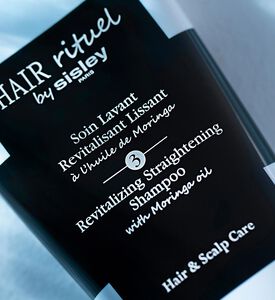 HAIR rituel
by sisley
PARIS
Soin Lavant
Revitalisant Lissant
à l'huile de Moringa
3
Revitalizing Straightening
Shampoo
with Moringa oil
Hair & Scalp Care